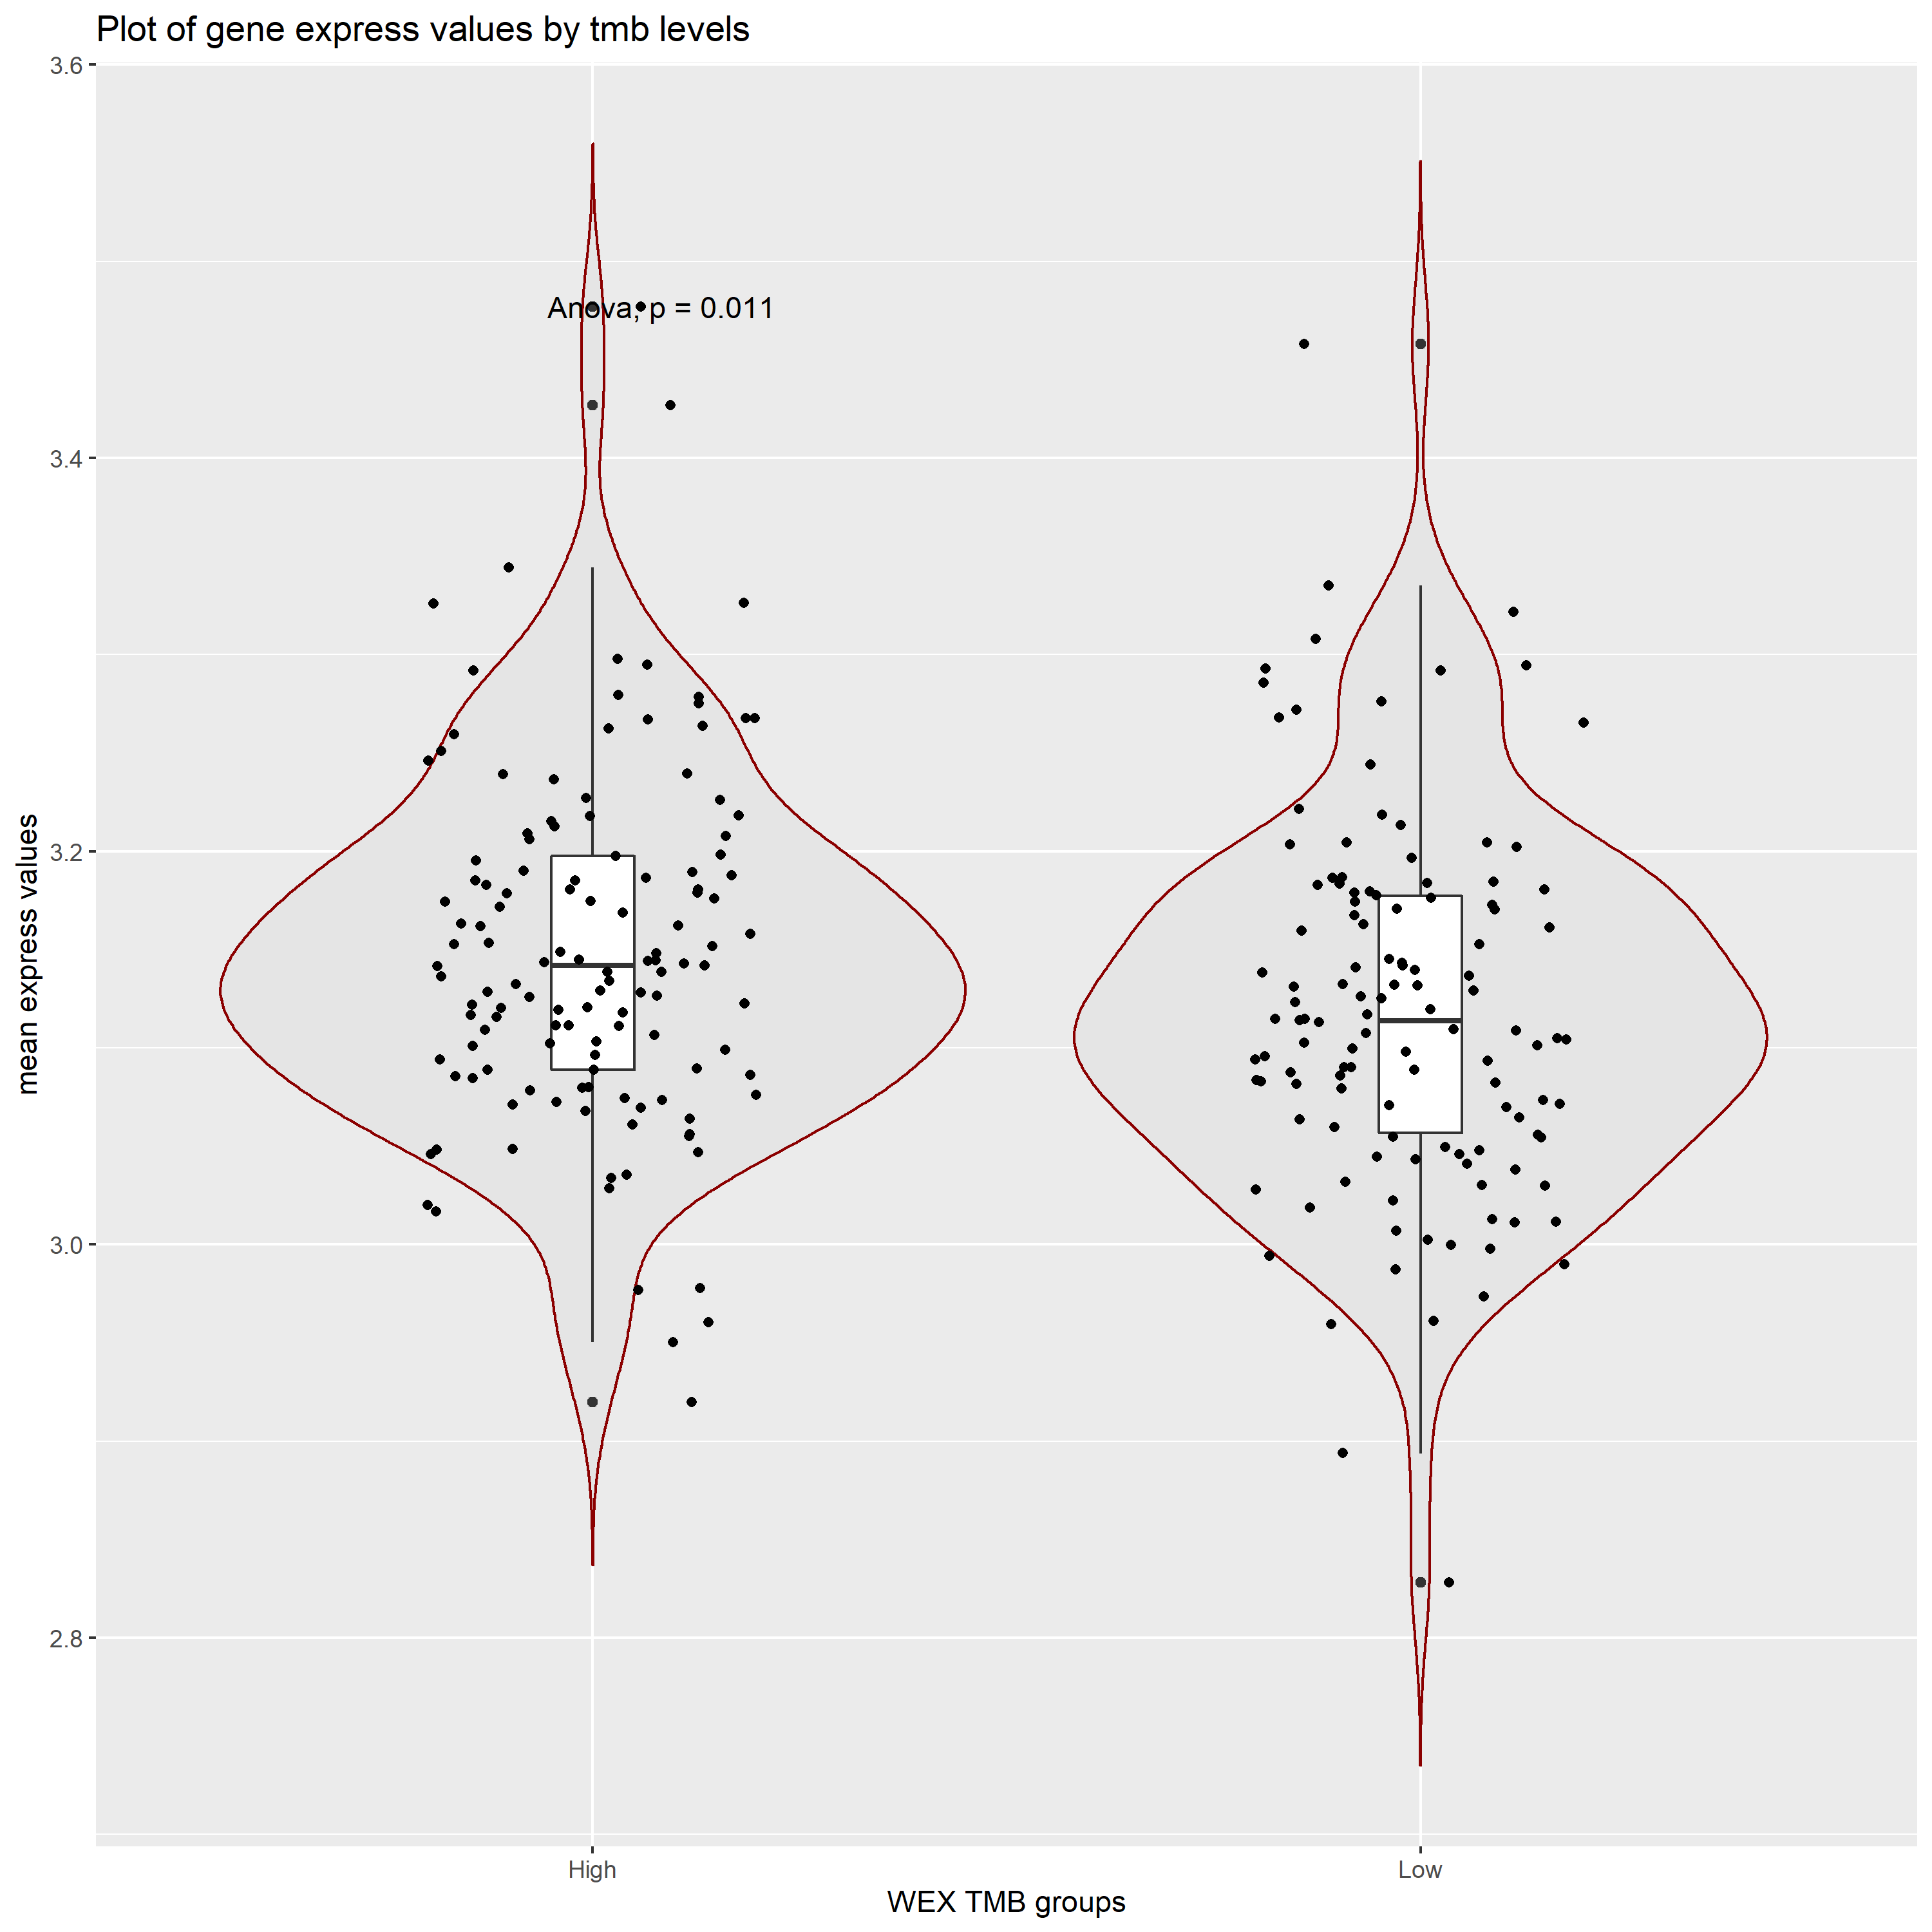 Plot of gene express values by tmb levels
3.6
Anova, p = 0.011
3.4
3.2
mean express values
3.0
2.8
High
Low
WEX TMB groups